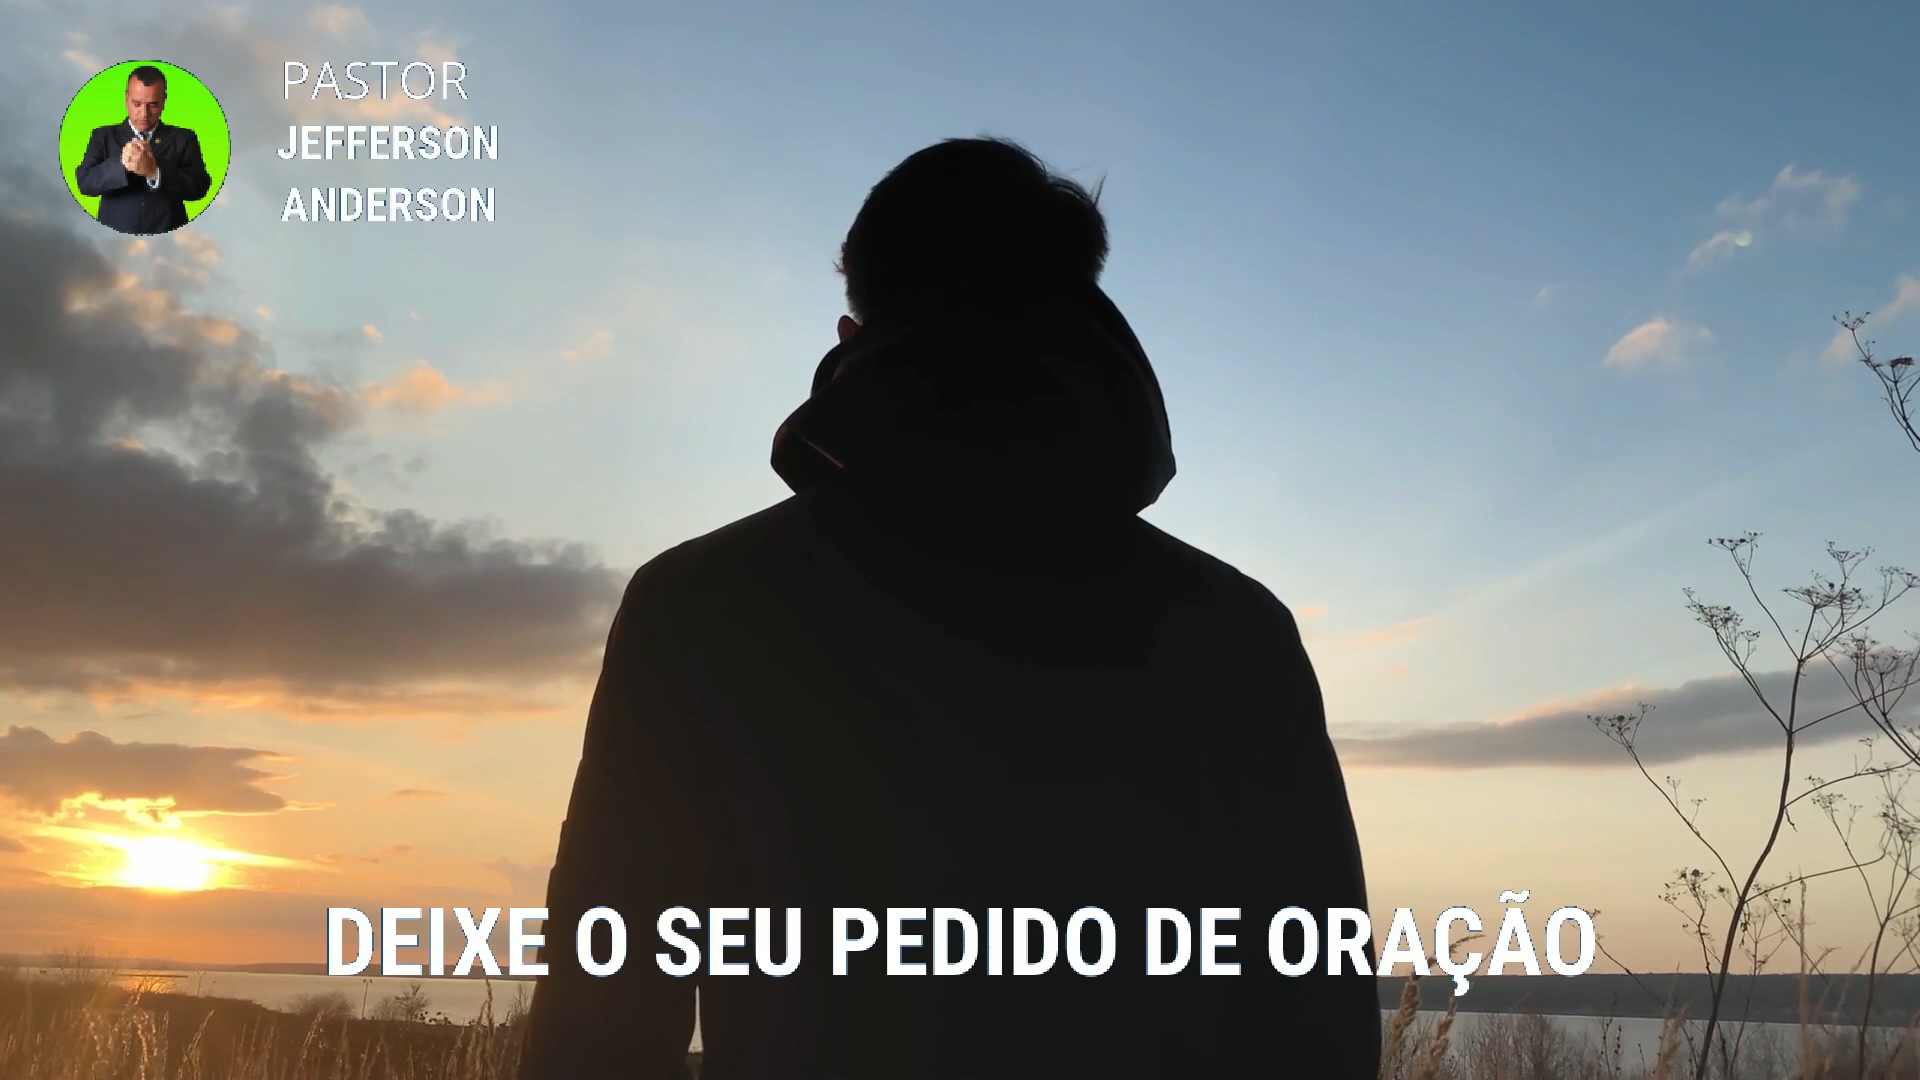 PASTOR
JEFFERSON
ANDERSON
DEIXE O SEU PEDIDO DE ORAÇÃO